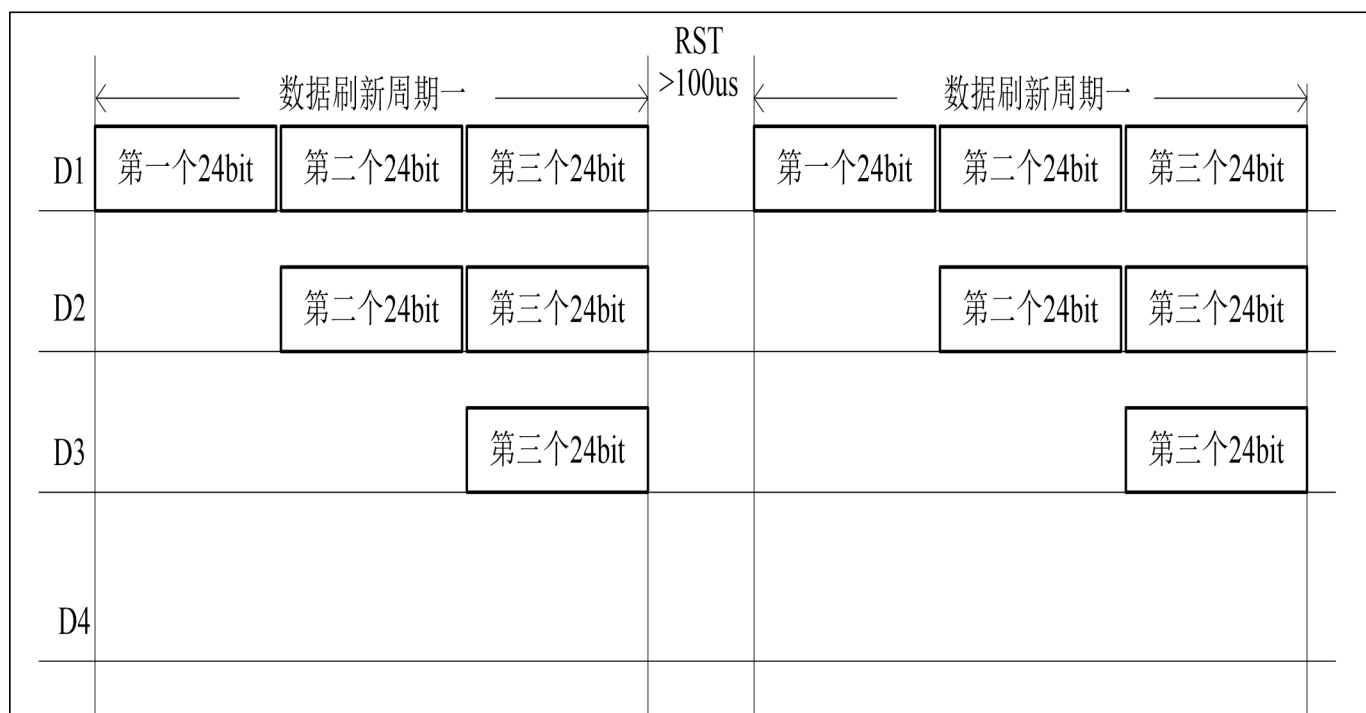 RST
>100us
数据刷新周期一
数据刷新周期一
D1
第一个24bit
第二个24bit
第三个24bit
第一个24bit
第二个24bit
第三个24bit
D2
第二个24bit
第三个24bit
第二个24bit
第三个24bit
D3
第三个24bit
第三个24bit
D4